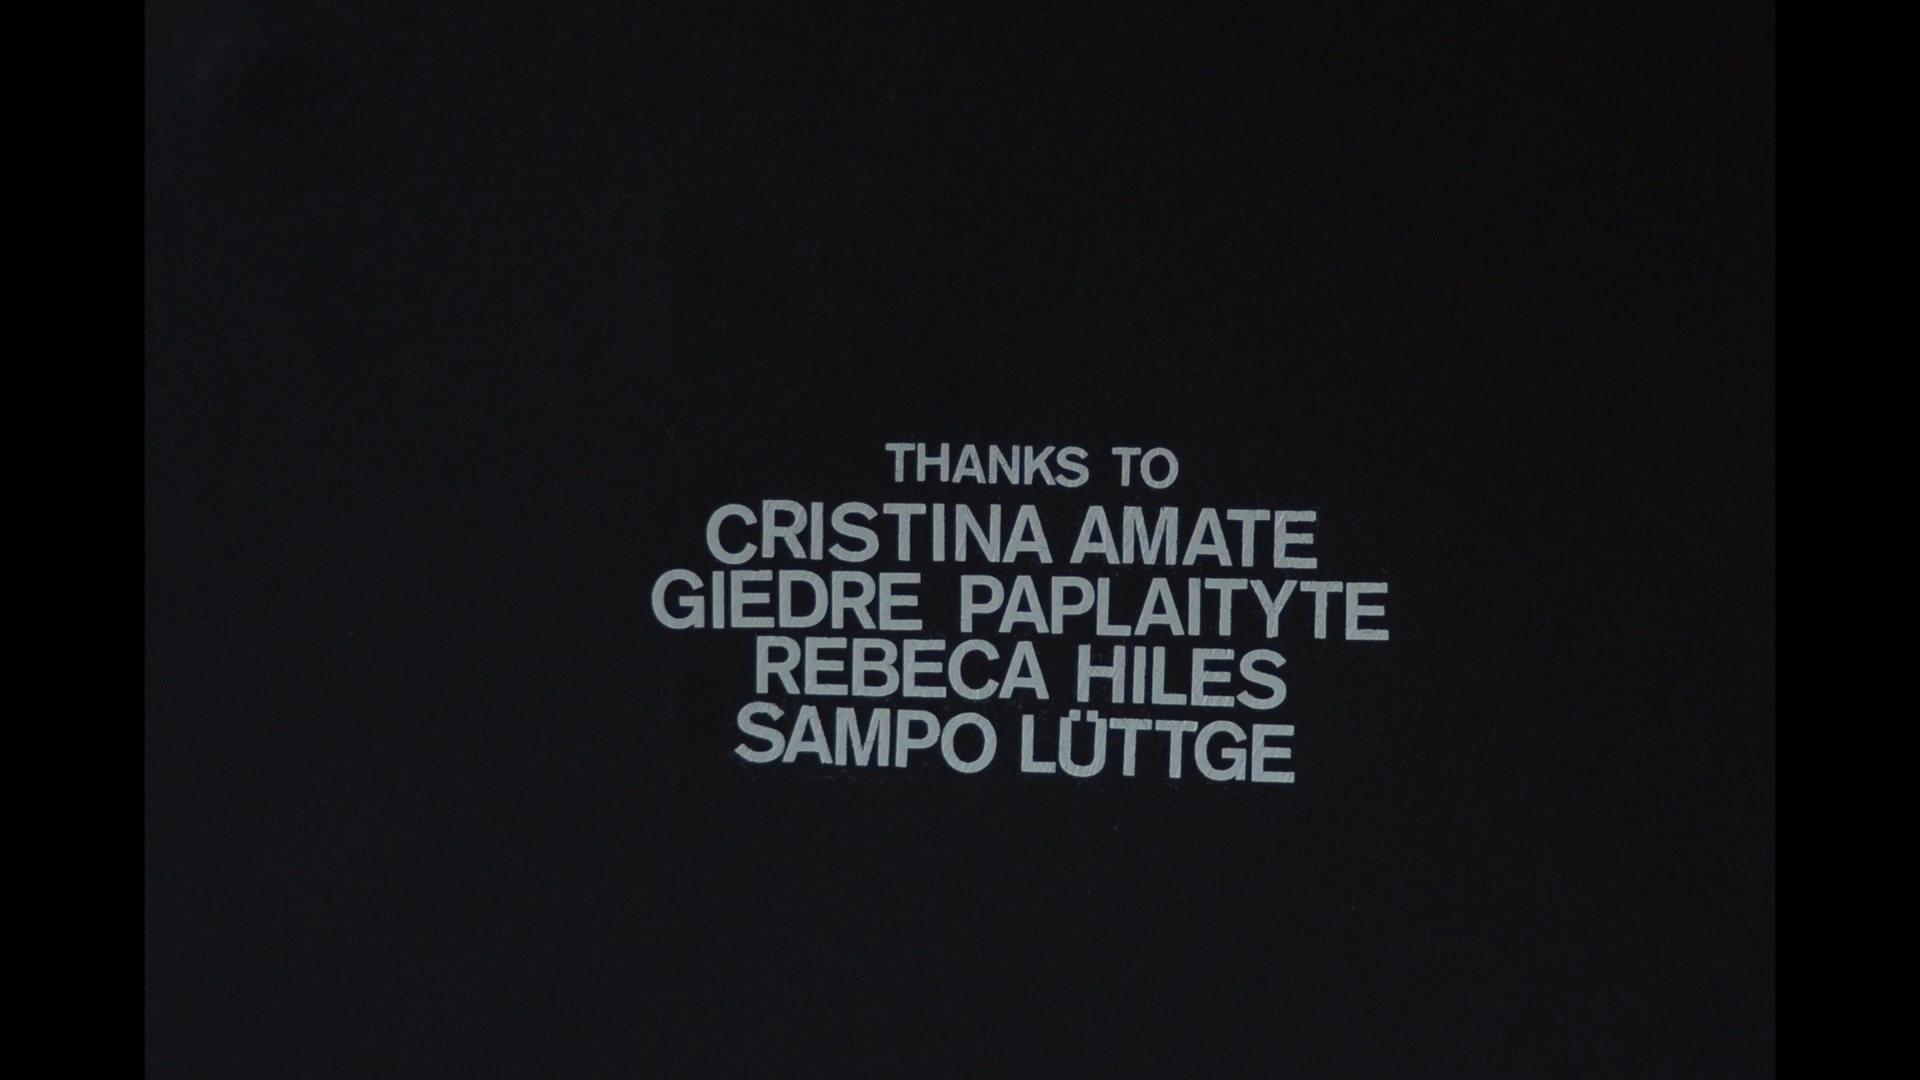 THANKS TO
CRISTINA AMATE
GIEDRE PAPLAITYTE
REBECA HILES
SAMPO LÜTTGE